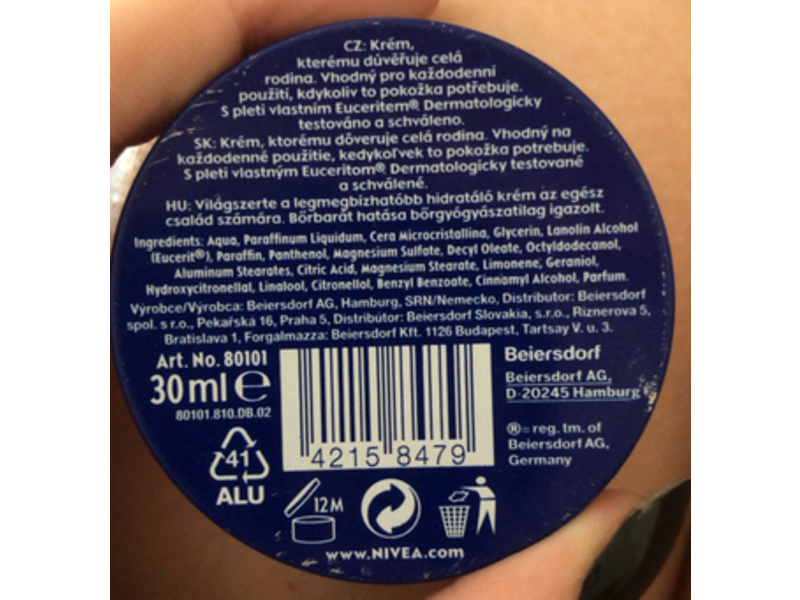 CZ: Krém,
kterému důvěřuje celá
rodina. Vhodný pro každodenní
použití, kdykoliv to pokožka potřebuje.
S pletí vlastním Euceritem® Dermatologicky
testováno a schváleno.
SK: Krém, ktorému dôveruje celá rodina. Vhodný na
každodenné použitie, kedykoľvek to pokožka potrebuje.
S pleti vlastným Euceritom® Dermatologicky testované
a schválené.
HU: Világszerte a legmegbízhatóbb hidratáló krém az egész
család számára. Bőrbarát hatása bőrgyógyászatilag igazolt.
Ingredients: Aqua, Paraffinum Liquidum, Cera Microcristallina, Glycerin, Lanolin Alcohol
(Eucerit®), Paraffin, Panthenol, Magnesium Sulfate, Decyl Oleate, Octyldodecanol,
Aluminum Stearates, Citric Acid, Magnesium Stearate, Limonene, Geraniol,
Hydroxycitronellal, Linalool, Citronellol, Benzyl Benzoate, Cinnamyl Alcohol, Parfum.
Výrobce/Výrobca: Beiersdorf AG, Hamburg, SRN/Nemecko, Distributor: Beiersdorf
spol. s r.o., Pekařská 16, Praha 5, Distribútor: Beiersdorf Slovakia, s.r.o., Riznerova 5,
Bratislava 1, Forgalmazza: Beiersdorf Kft. 1126 Budapest, Tartsay V. u. 3.
Art. No. 80101
30 ml e
80101.810.DB.02
41
ALU
4215 8479
Beiersdorf
Beiersdorf AG,
D-20245 Hamburg
®= reg. tm. of
Beiersdorf AG,
Germany
12M
www.NIVEA.com